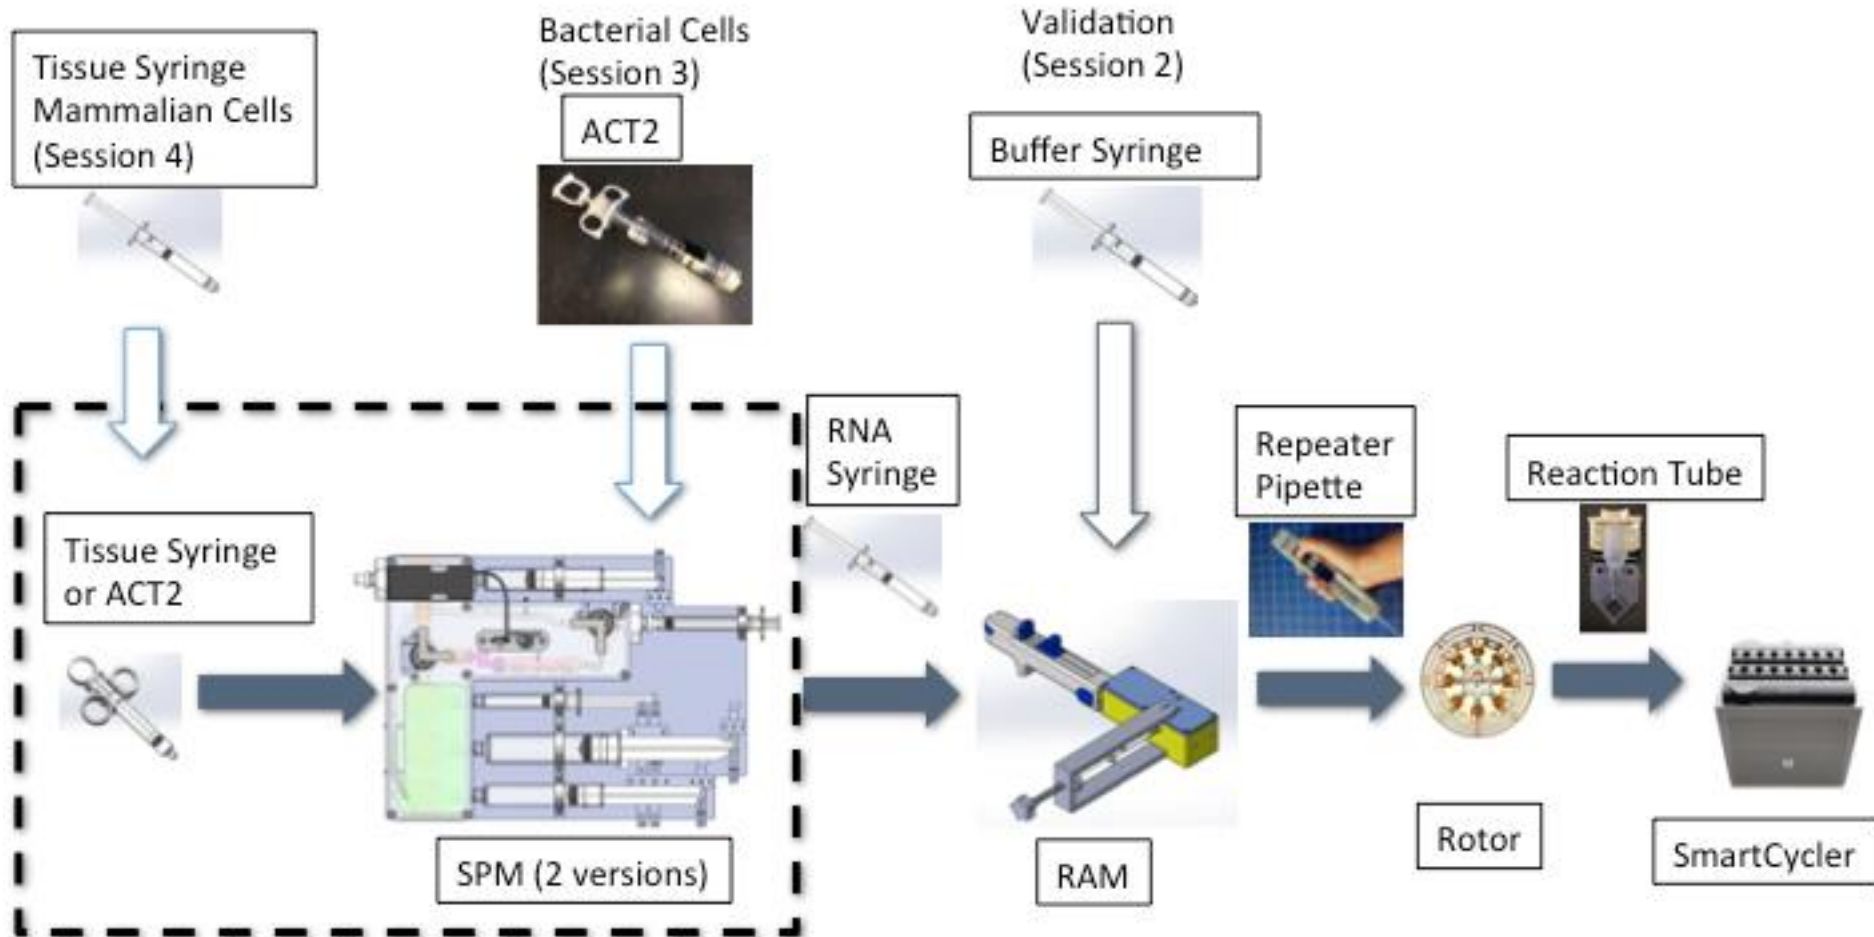 Tissue Syringe
Mammalian Cells
(Session 4)
Bacterial Cells
(Session 3)
ACT2
Validation
(Session 2)
Buffer Syringe
Tissue Syringe
or ACT2
SPM (2 versions)
RNA
Syringe
RAM
Repeater
Pipette
Rotor
Reaction Tube
SmartCycler